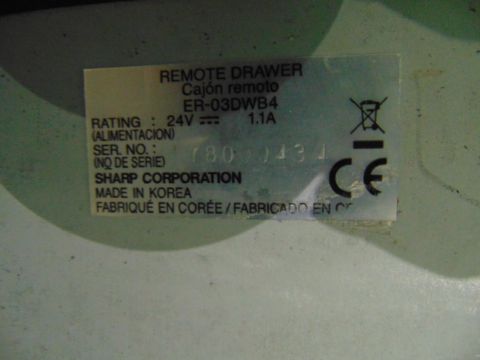 REMOTE DRAWER
Cajón remoto
ER-03DWB4
RATING : 24V 1.1A
(ALIMENTACION)
SER. NO. :
(NQ DE SERIE)
SHARP CORPORATION
MADE IN KOREA
FABRIQUÉ EN CORÉE / FABRICADO EN
CE